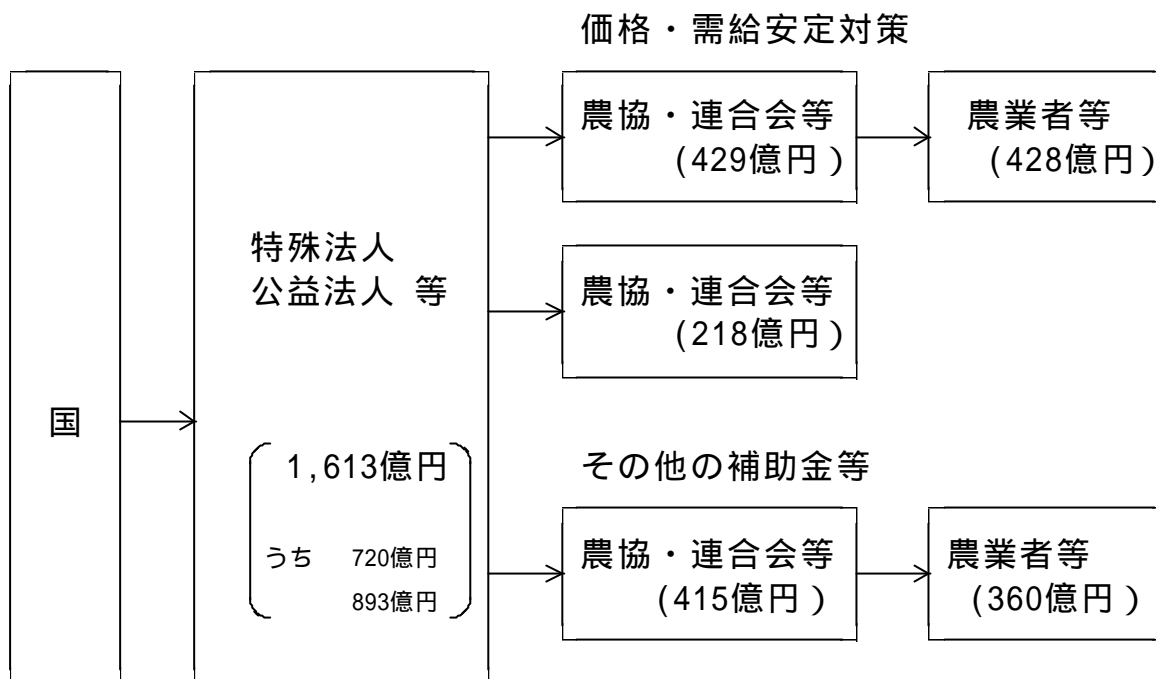 価格・需給安定対策
農協・連合会等
(429億円)
農業者等
(428億円)
特殊法人
公益法人 等
農協・連合会等
(218億円)
国
1,613億円
うち 720億円
893億円
その他の補助金等
農協・連合会等
(415億円)
農業者等
(360億円)